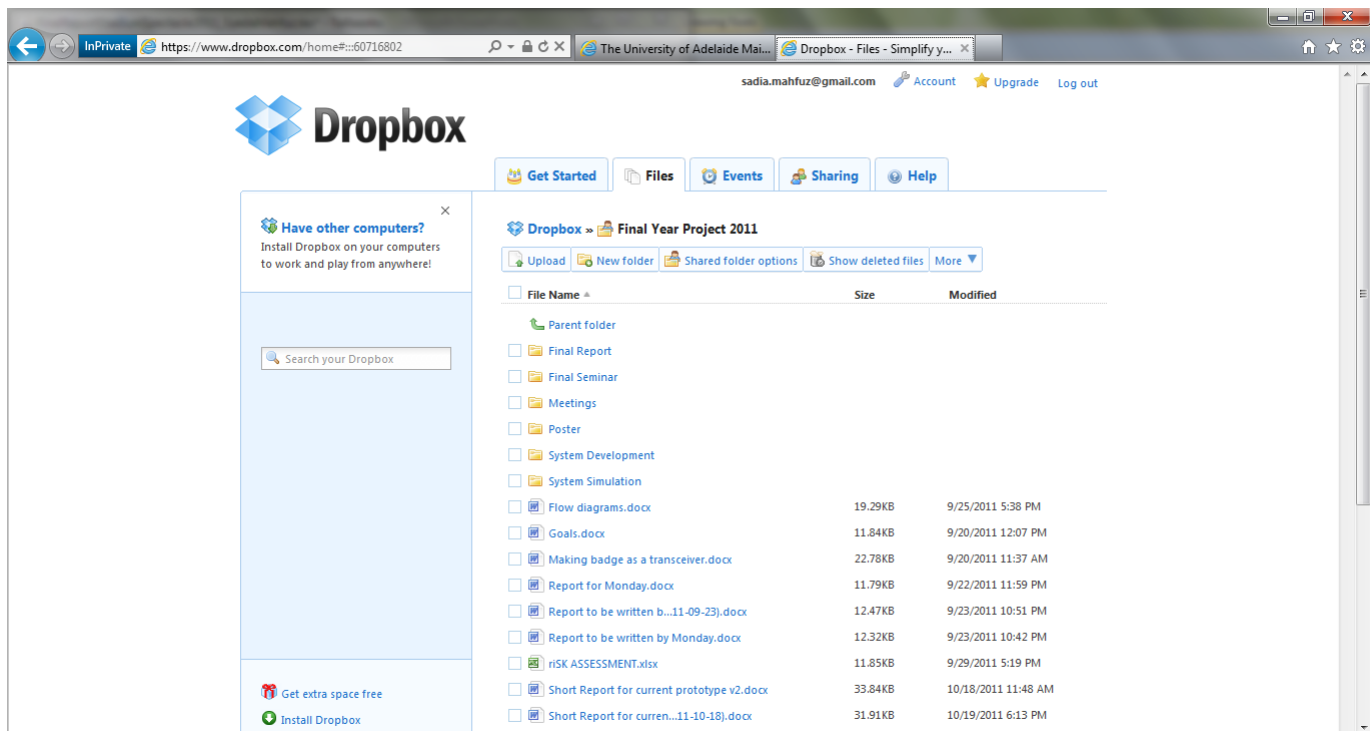 InPrivate https://www.dropbox.com/home#:::60716802 The University of Adelaide Mai... Dropbox - Files - Simplify y...
sadia.mahfuz@gmail.com Account Upgrade Log out
Dropbox
Get Started Files Events Sharing Help
Have other computers?
Install Dropbox on your computers
to work and play from anywhere!
Search your Dropbox
Get extra space free
Install Dropbox
Dropbox » Final Year Project 2011
Upload New folder Shared folder options Show deleted files More
File Name Size Modified
Parent folder
Final Report
Final Seminar
Meetings
Poster
System Development
System Simulation
Flow diagrams.docx 19.29KB 9/25/2011 5:38 PM
Goals.docx 11.84KB 9/20/2011 12:07 PM
Making badge as a transceiver.docx 22.78KB 9/20/2011 11:37 AM
Report for Monday.docx 11.79KB 9/22/2011 11:59 PM
Report to be written b...11-09-23).docx 12.47KB 9/23/2011 10:51 PM
Report to be written by Monday.docx 12.32KB 9/23/2011 10:42 PM
riSK ASSESSMENT.xlsx 11.85KB 9/29/2011 5:19 PM
Short Report for current prototype v2.docx 33.84KB 10/18/2011 11:48 AM
Short Report for curren...11-10-18).docx 31.91KB 10/19/2011 6:13 PM